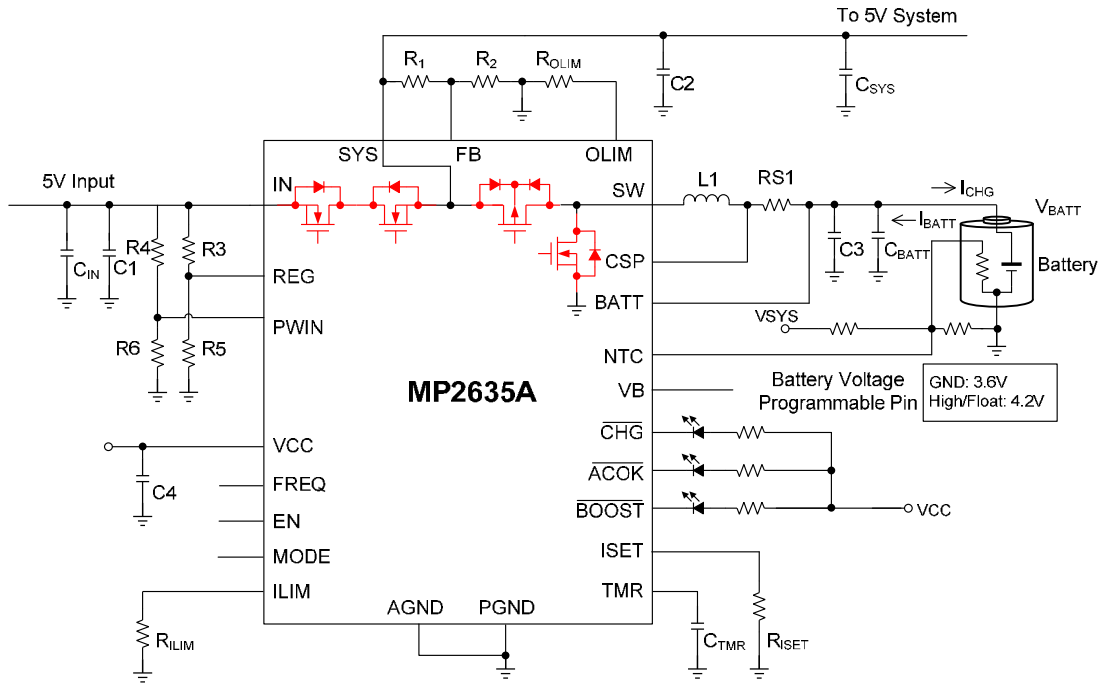 To 5V System
R1
R2
ROLIM
C2
CSYS
SYS
FB
OLIM
5V Input
IN
SW
L1
RS1
ICHG
IBATT
VBATT
CIN
C1
R4
R3
REG
CSP
C3
CBATT
Battery
BATT
R6
R5
PWIN
VSYS
NTC
MP2635A
VB
Battery Voltage
Programmable Pin
GND: 3.6V
High/Float: 4.2V
CHG
VCC
C4
ACOK
FREQ
BOOST
VCC
EN
ISET
MODE
ILIM
TMR
AGND
PGND
RILIM
CTMR
RISET